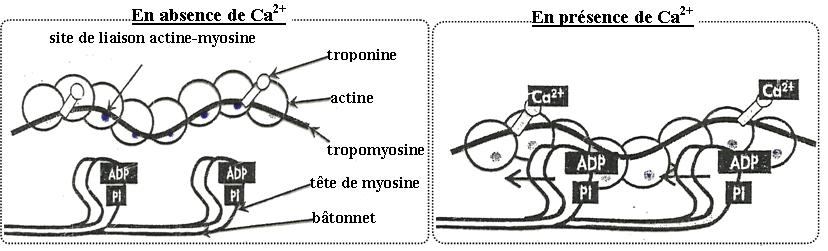 En absence de Ca²⁺
site de liaison actine-myosine
troponine
actine
tropomyosine
ADP
PI
ADP
PI
tête de myosine
bâtonnet
En présence de Ca²⁺
Ca²⁺
Ca²⁺
ADP
PI
ADP
PI